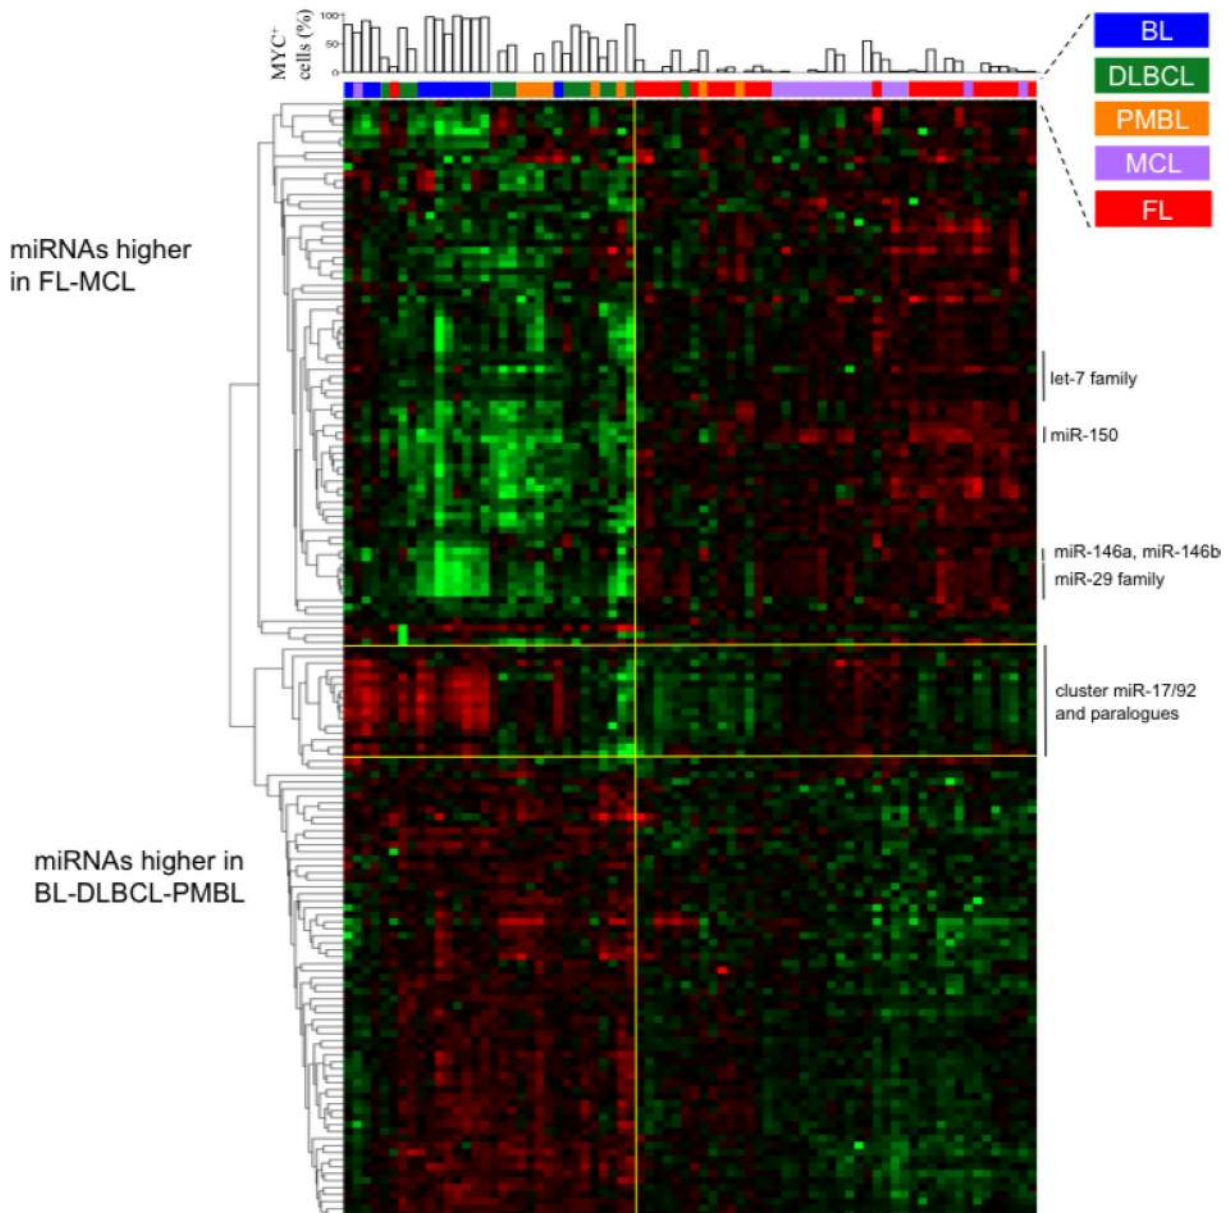 MYC+
cells (%)
100
50
0
BL
DLBCL
PMBL
MCL
FL
miRNAs higher
in FL-MCL
let-7 family
miR-150
miR-146a, miR-146b
miR-29 family
cluster miR-17/92
and paralogues
miRNAs higher in
BL-DLBCL-PMBL